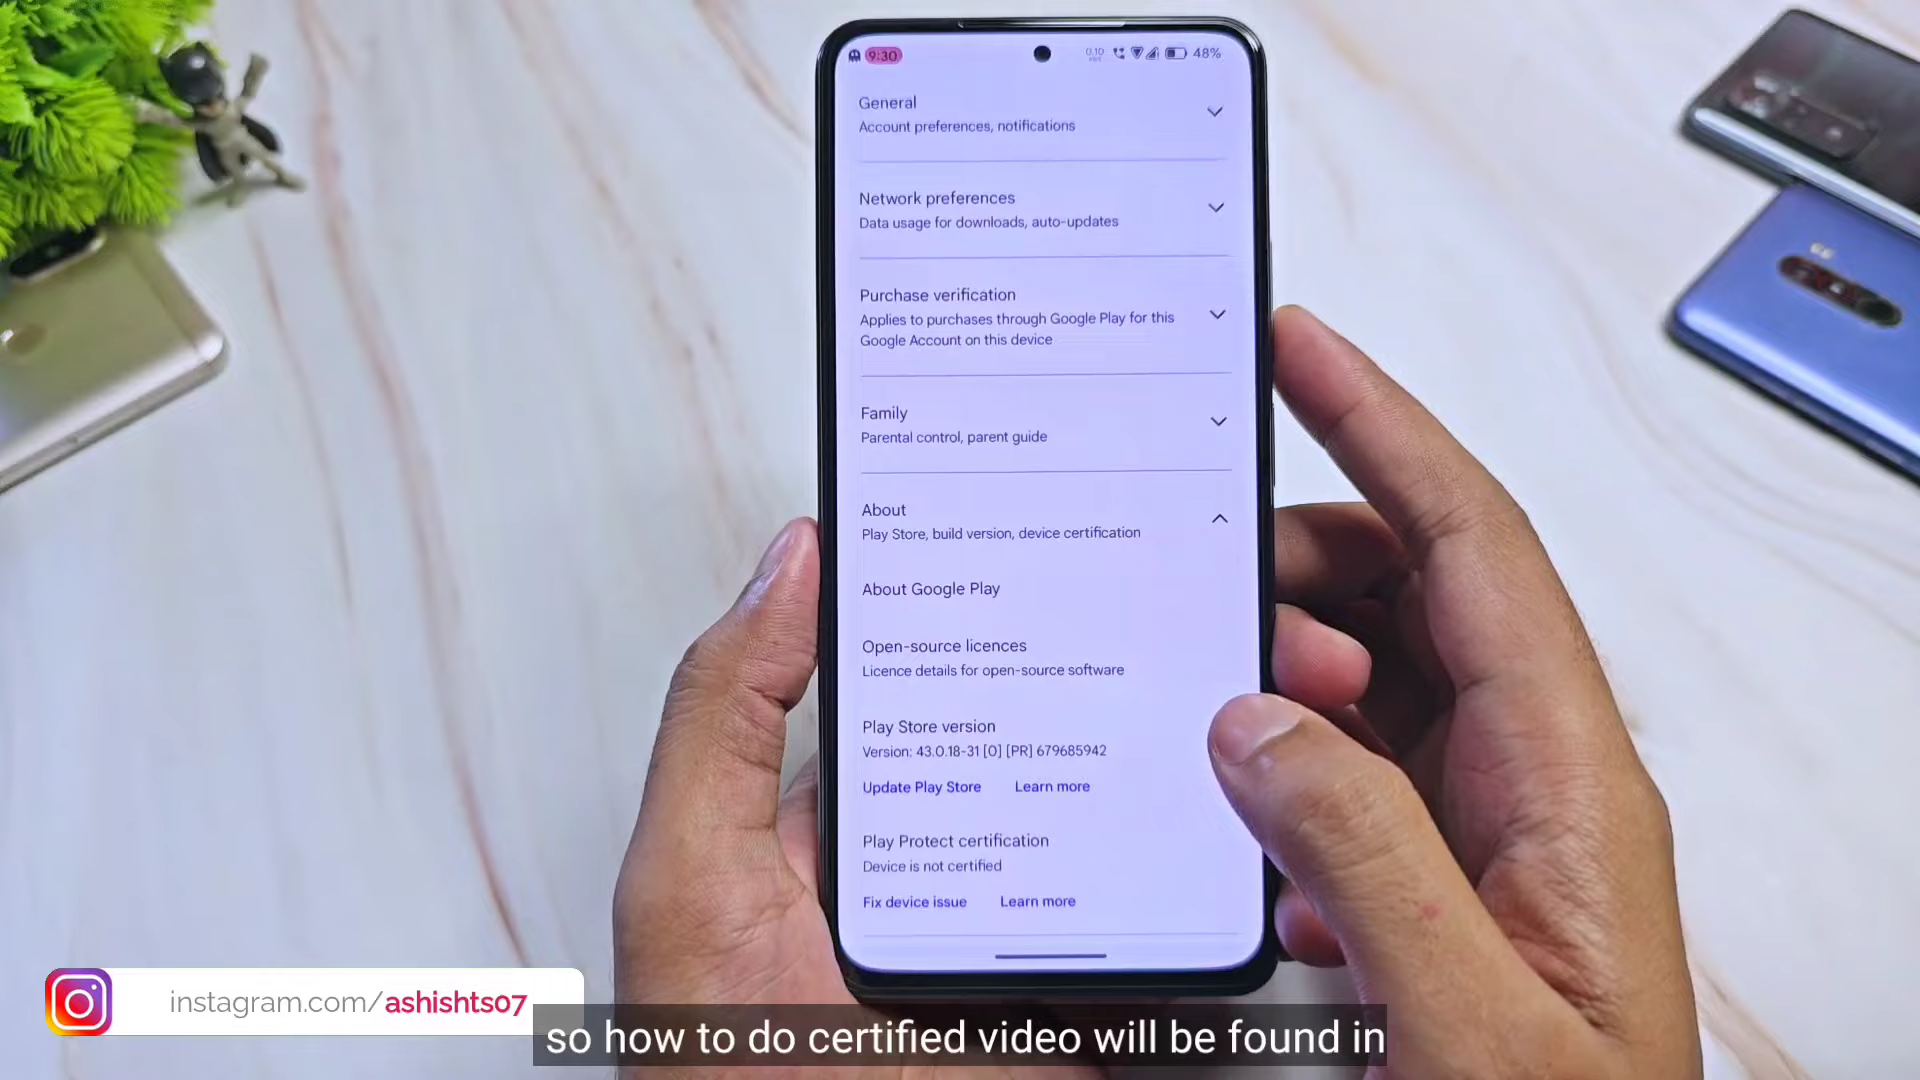 9:30
0.10
48%
General
Account preferences, notifications
Network preferences
Data usage for downloads, auto-updates
Purchase verification
Applies to purchases through Google Play for this
Google Account on this device
Family
Parental control, parent guide
About
Play Store, build version, device certification
About Google Play
Open-source licences
Licence details for open-source software
Play Store version
Version: 43.0.18-31 [0] [PR] 679685942
Update Play Store Learn more
Play Protect certification
Device is not certified
Fix device issue Learn more
instagram.com/ashishts07
so how to do certified video will be found in